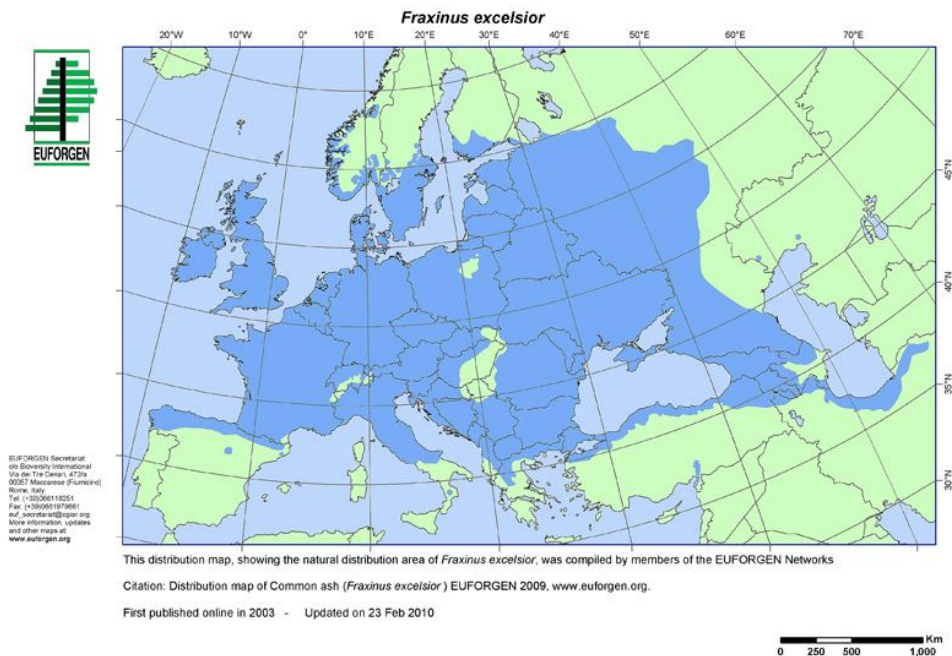 Fraxinus excelsior
20°W 10°W 0° 10°E 20°E 30°E 40°E 50°E 60°E 70°E
EUFORGEN
45°N
40°N
35°N
30°N
EUFORGEN Secretariat
c/o Bioversity International
Via dei Tre Denari, 472/a
00057 Maccarese (Fiumicino)
Rome, Italy
Tel. (+39)066118251
Fax: (+39)0661979661
euf_secretariat@cgiar.org
More information, updates
and other maps at:
www.euforgen.org
This distribution map, showing the natural distribution area of Fraxinus excelsior, was compiled by members of the EUFORGEN Networks
Citation: Distribution map of Common ash (Fraxinus excelsior ) EUFORGEN 2009, www.euforgen.org.
First published online in 2003 - Updated on 23 Feb 2010
Km
0 250 500 1,000